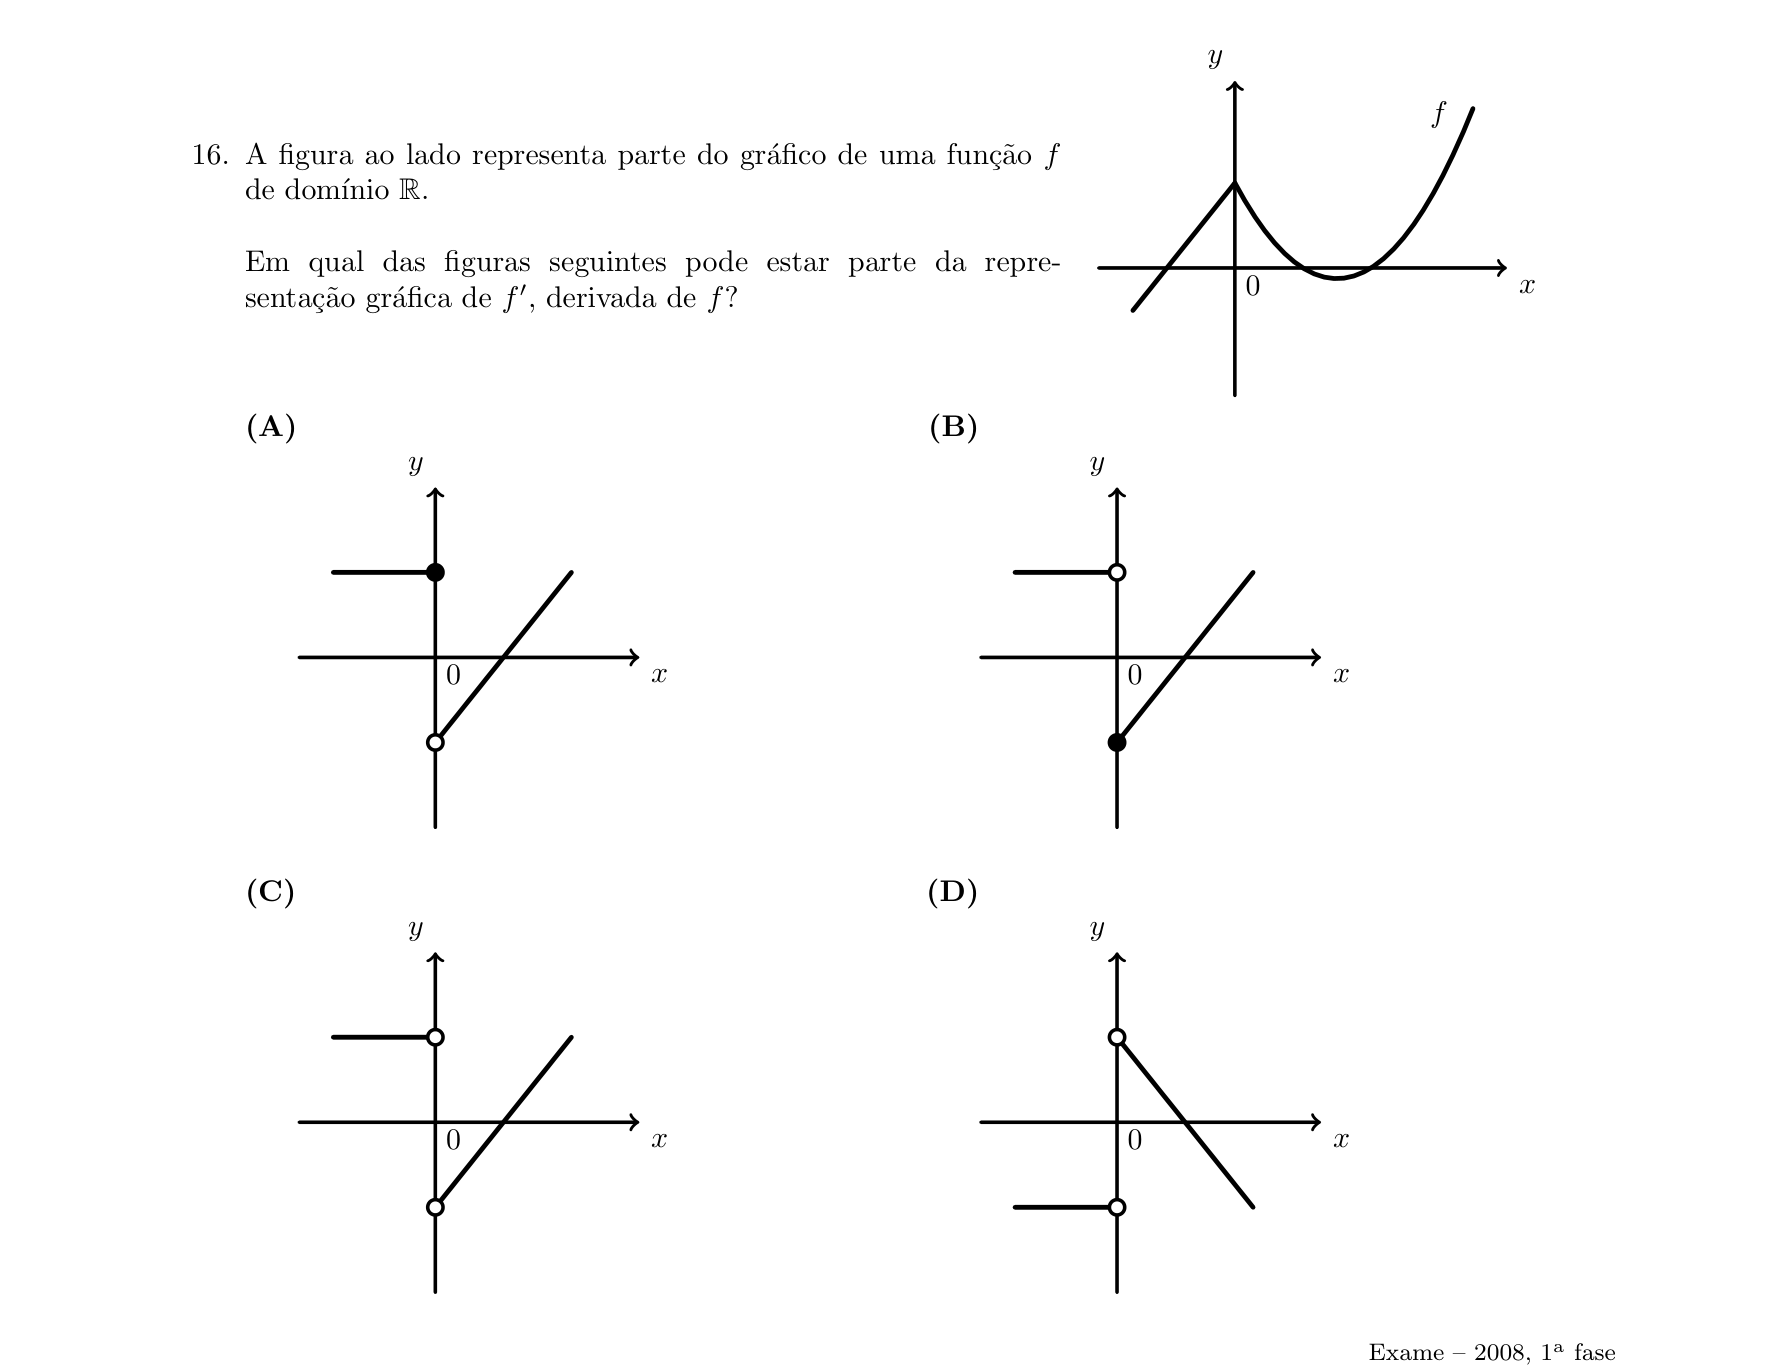 y
f
16. A figura ao lado representa parte do gráfico de uma função f
de domínio ℝ.
Em qual das figuras seguintes pode estar parte da repre-
sentação gráfica de f′, derivada de f?
0
x
(A)
(B)
y
y
0
x
0
x
(C)
(D)
y
y
0
x
0
x
Exame – 2008, 1ª fase